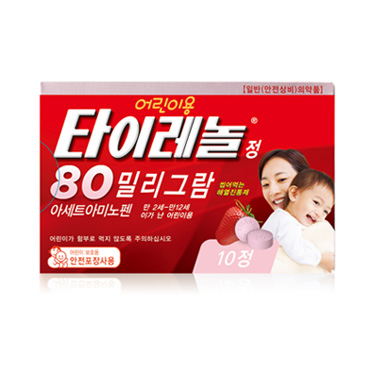 [일반(안전상비)의약품]
어린이용
타이레놀®정
80밀리그람
씹어먹는
해열진통제
아세트아미노펜
만 2세~만12세
이가 난 어린이용
어린이가 함부로 먹지 않도록 주의하십시오
10정
어린이 보호용
안전포장사용